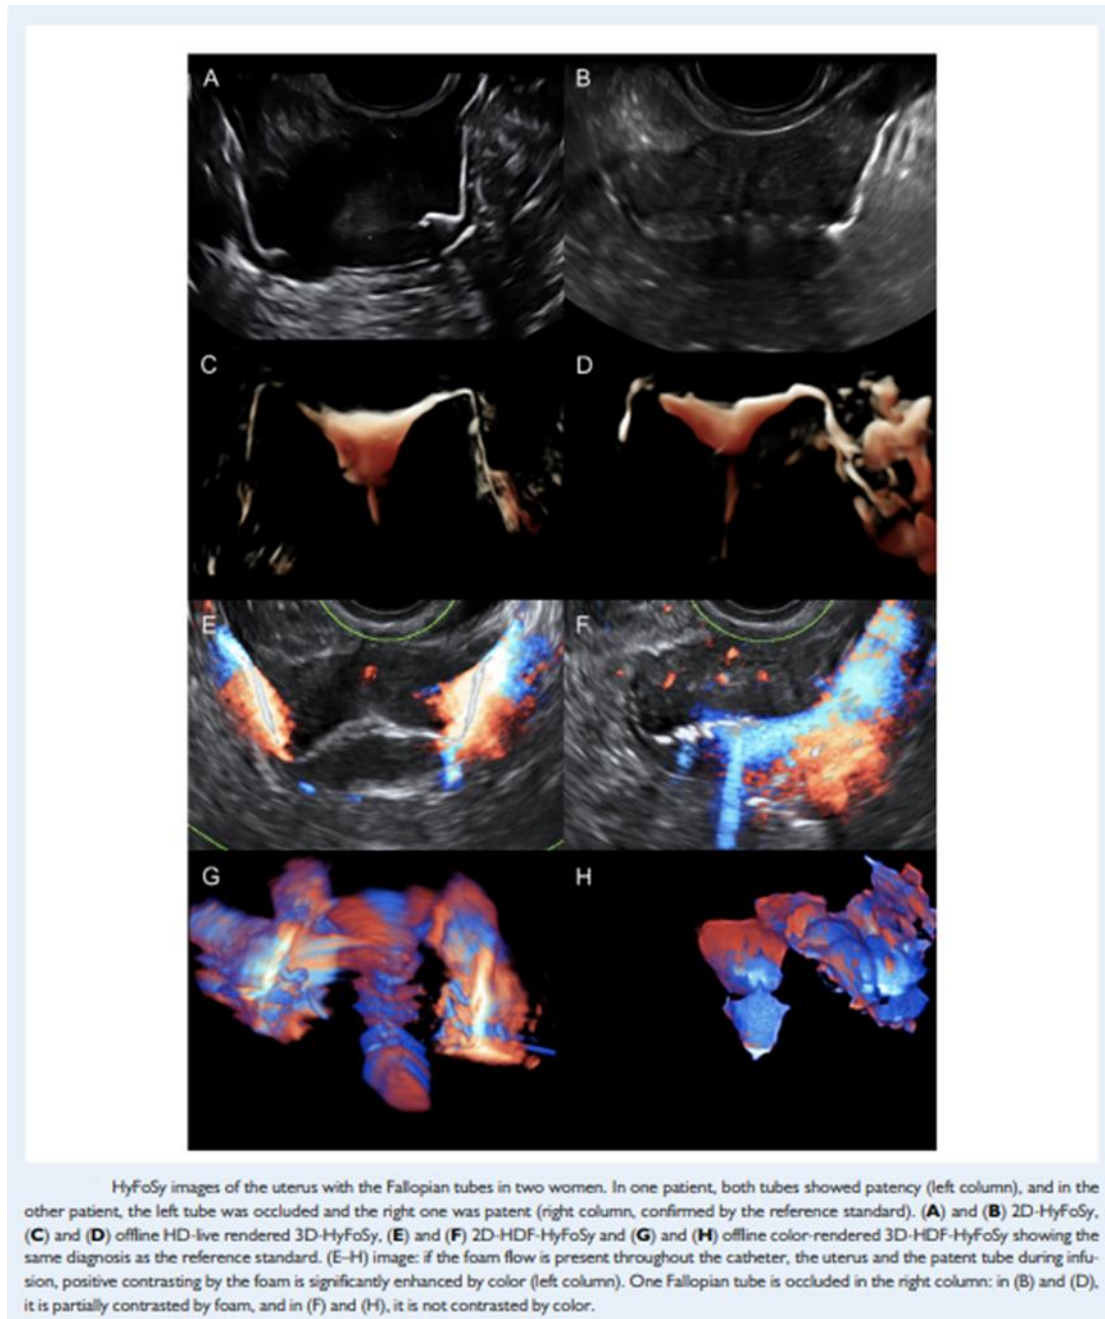 A
B
C
D
E
F
G
H
HyFoSy images of the uterus with the Fallopian tubes in two women. In one patient, both tubes showed patency (left column), and in the
other patient, the left tube was occluded and the right one was patent (right column, confirmed by the reference standard). (A) and (B) 2D-HyFoSy,
(C) and (D) offline HD-live rendered 3D-HyFoSy, (E) and (F) 2D-HDF-HyFoSy and (G) and (H) offline color-rendered 3D-HDF-HyFoSy showing the
same diagnosis as the reference standard. (E–H) image: if the foam flow is present throughout the catheter, the uterus and the patent tube during infu-
sion, positive contrasting by the foam is significantly enhanced by color (left column). One Fallopian tube is occluded in the right column: in (B) and (D),
it is partially contrasted by foam, and in (F) and (H), it is not contrasted by color.